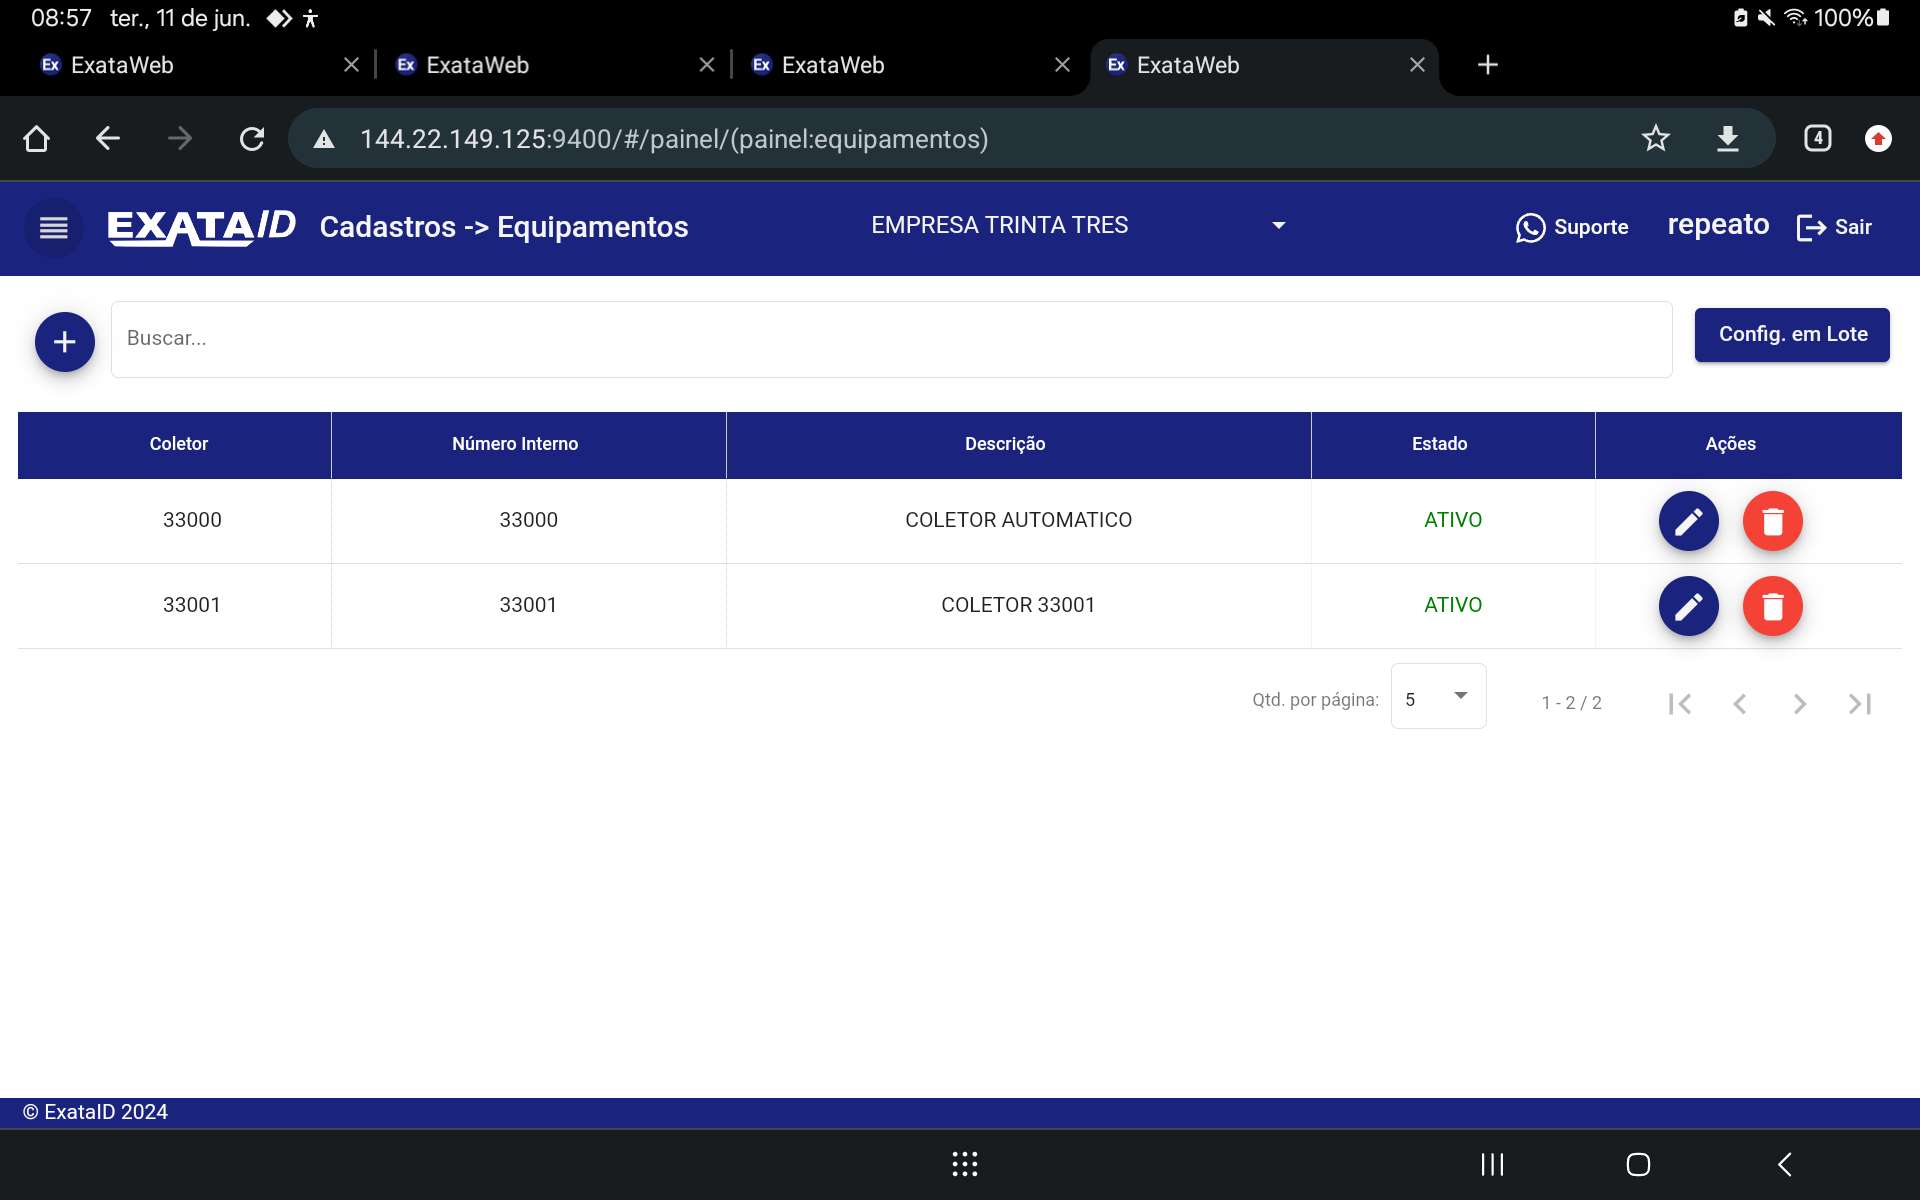 08:57 ter., 11 de jun. 100%
Ex ExataWeb Ex ExataWeb Ex ExataWeb Ex ExataWeb
144.22.149.125:9400/#/painel/(painel:equipamentos) 4
EXATAID Cadastros -> Equipamentos EMPRESA TRINTA TRES Suporte repeato Sair
+ Buscar... Config. em Lote
Coletor Número Interno Descrição Estado Ações
33000 33000 COLETOR AUTOMATICO ATIVO
33001 33001 COLETOR 33001 ATIVO
Qtd. por página: 5 1 - 2 / 2
© ExataID 2024